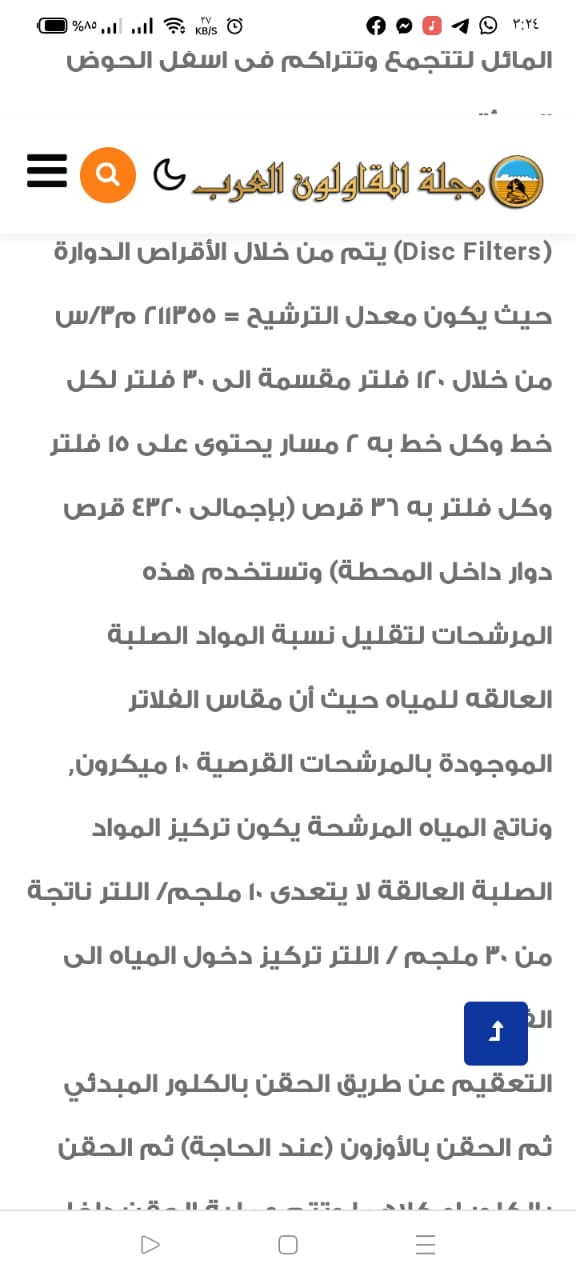 %٨٥ ٢٧ KB/S ٣:٢٤
المائل لتتجمع وتتراكم فى اسفل الحوض
مجلة المقاولون العرب
(Disc Filters) يتم من خلال الأقراص الدوارة
حيث يكون معدل الترشيح = ٢١١٣٥٥ م٣/س
من خلال ١٢٠ فلتر مقسمة الى ٣٠ فلتر لكل
خط وكل خط به ٢ مسار يحتوى على ١٥ فلتر
وكل فلتر به ٣٦ قرص (بإجمالى ٤٣٢٠ قرص
دوار داخل المحطة) وتستخدم هذه
المرشحات لتقليل نسبة المواد الصلبة
العالقه للمياه حيث أن مقاس الفلاتر
الموجودة بالمرشحات القرصية ١٠ ميكرون,
وناتج المياه المرشحة يكون تركيز المواد
الصلبة العالقة لا يتعدى ١٠ ملجم/ اللتر ناتجة
من ٣٠ ملجم / اللتر تركيز دخول المياه الى
التعقيم عن طريق الحقن بالكلور المبدئي
ثم الحقن بالأوزون (عند الحاجة) ثم الحقن